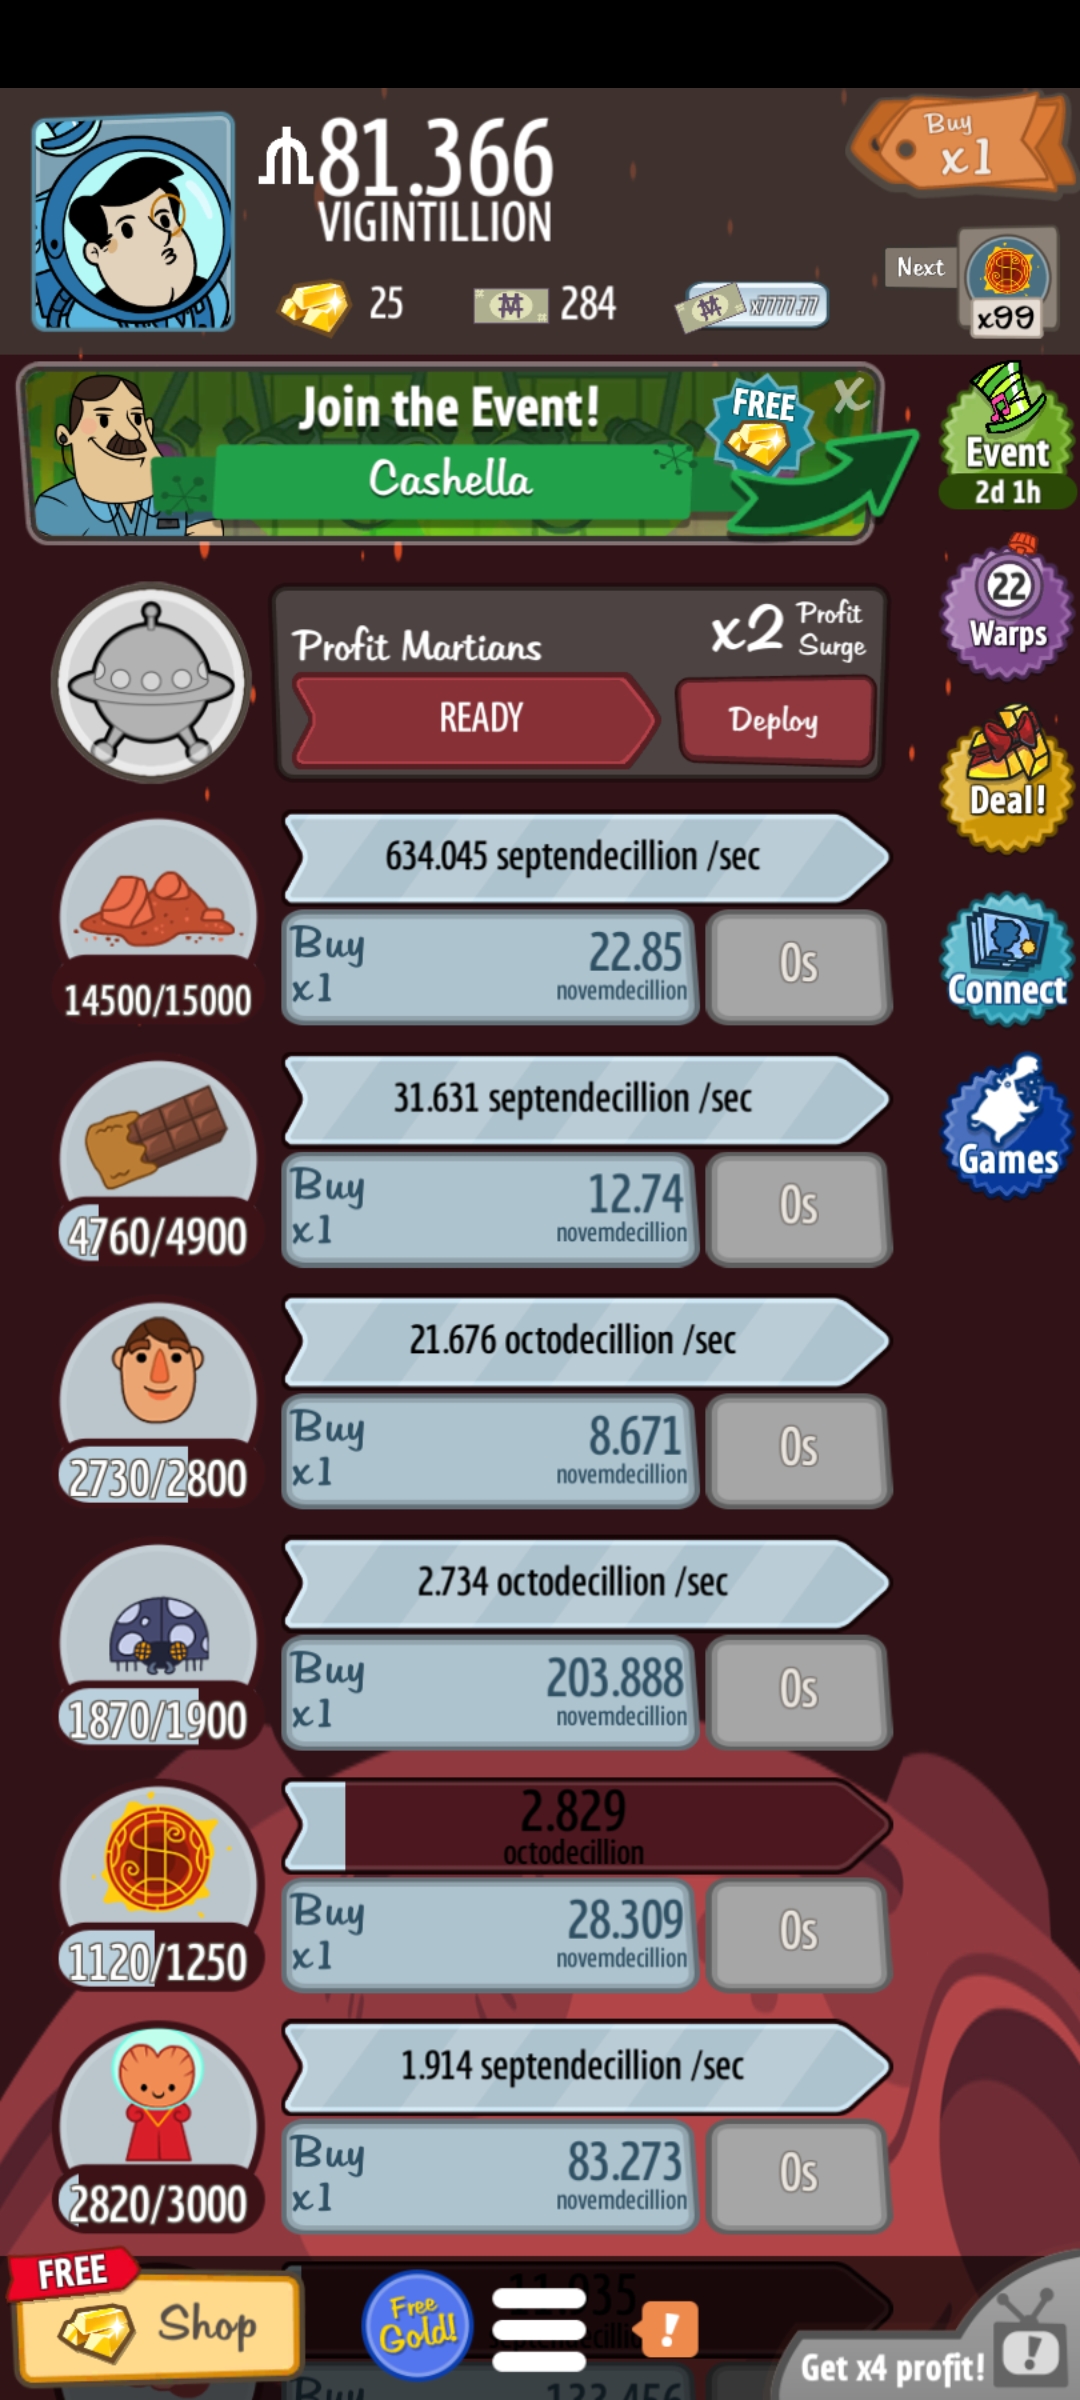 81.366
VIGINTILLION
Buy
x1
25
284
x7777.77
Next
x99
Join the Event!
Cashella
FREE
X
Event
2d 1h
Profit Martians
x2 Profit
Surge
READY
Deploy
22
Warps
Deal!
634.045 septendecillion /sec
Buy
x1
22.85
novemdecillion
0s
14500/15000
Connect
31.631 septendecillion /sec
Buy
x1
12.74
novemdecillion
0s
4760/4900
Games
21.676 octodecillion /sec
Buy
x1
8.671
novemdecillion
0s
2730/2800
2.734 octodecillion /sec
Buy
x1
203.888
novemdecillion
0s
1870/1900
2.829
octodecillion
Buy
x1
28.309
novemdecillion
0s
1120/1250
1.914 septendecillion /sec
Buy
x1
83.273
novemdecillion
0s
2820/3000
FREE
Shop
Free
Gold!
!
Get x4 profit!
!
Buy
133.456